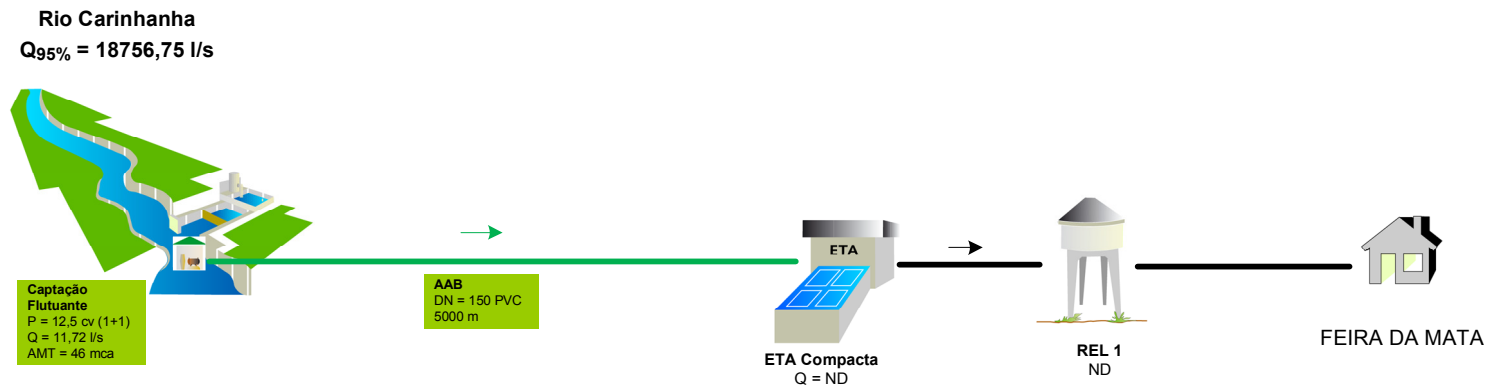 Rio Carinhanha
Q95% = 18756,75 l/s
Captação
Flutuante
P = 12,5 cv (1+1)
Q = 11,72 l/s
AMT = 46 mca
AAB
DN = 150 PVC
5000 m
ETA
ETA Compacta
Q = ND
REL 1
ND
FEIRA DA MATA